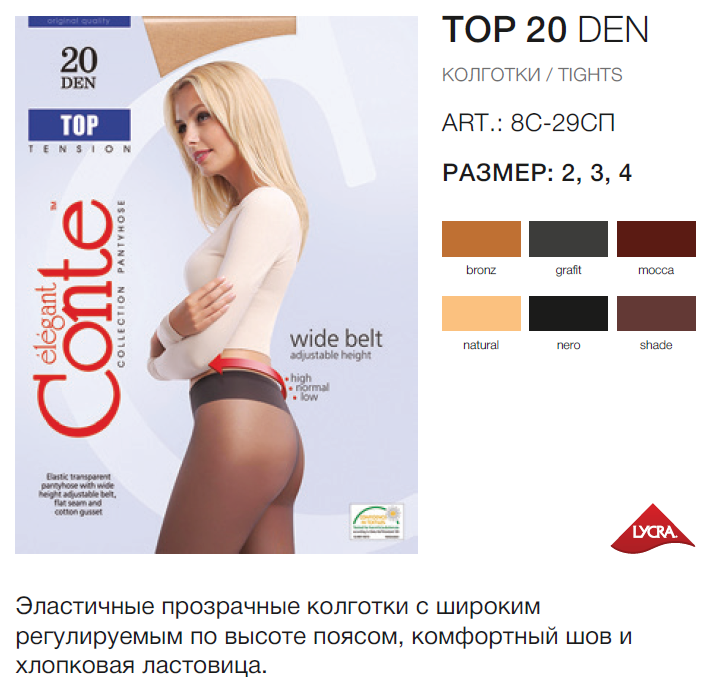 original quality
20
DEN
TOP
TENSION
Conte™
élégant
COLLECTION PANTYHOSE
wide belt
adjustable height
high
normal
low
Elastic transparent
pantyhose with wide
height adjustable belt,
flat seam and
cotton gusset
TOP 20 DEN
КОЛГОТКИ / TIGHTS
ART.: 8С-29СП
РАЗМЕР: 2, 3, 4
bronz grafit mocca
natural nero shade
LYCRA®
Эластичные прозрачные колготки с широким
регулируемым по высоте поясом, комфортный шов и
хлопковая ластовица.